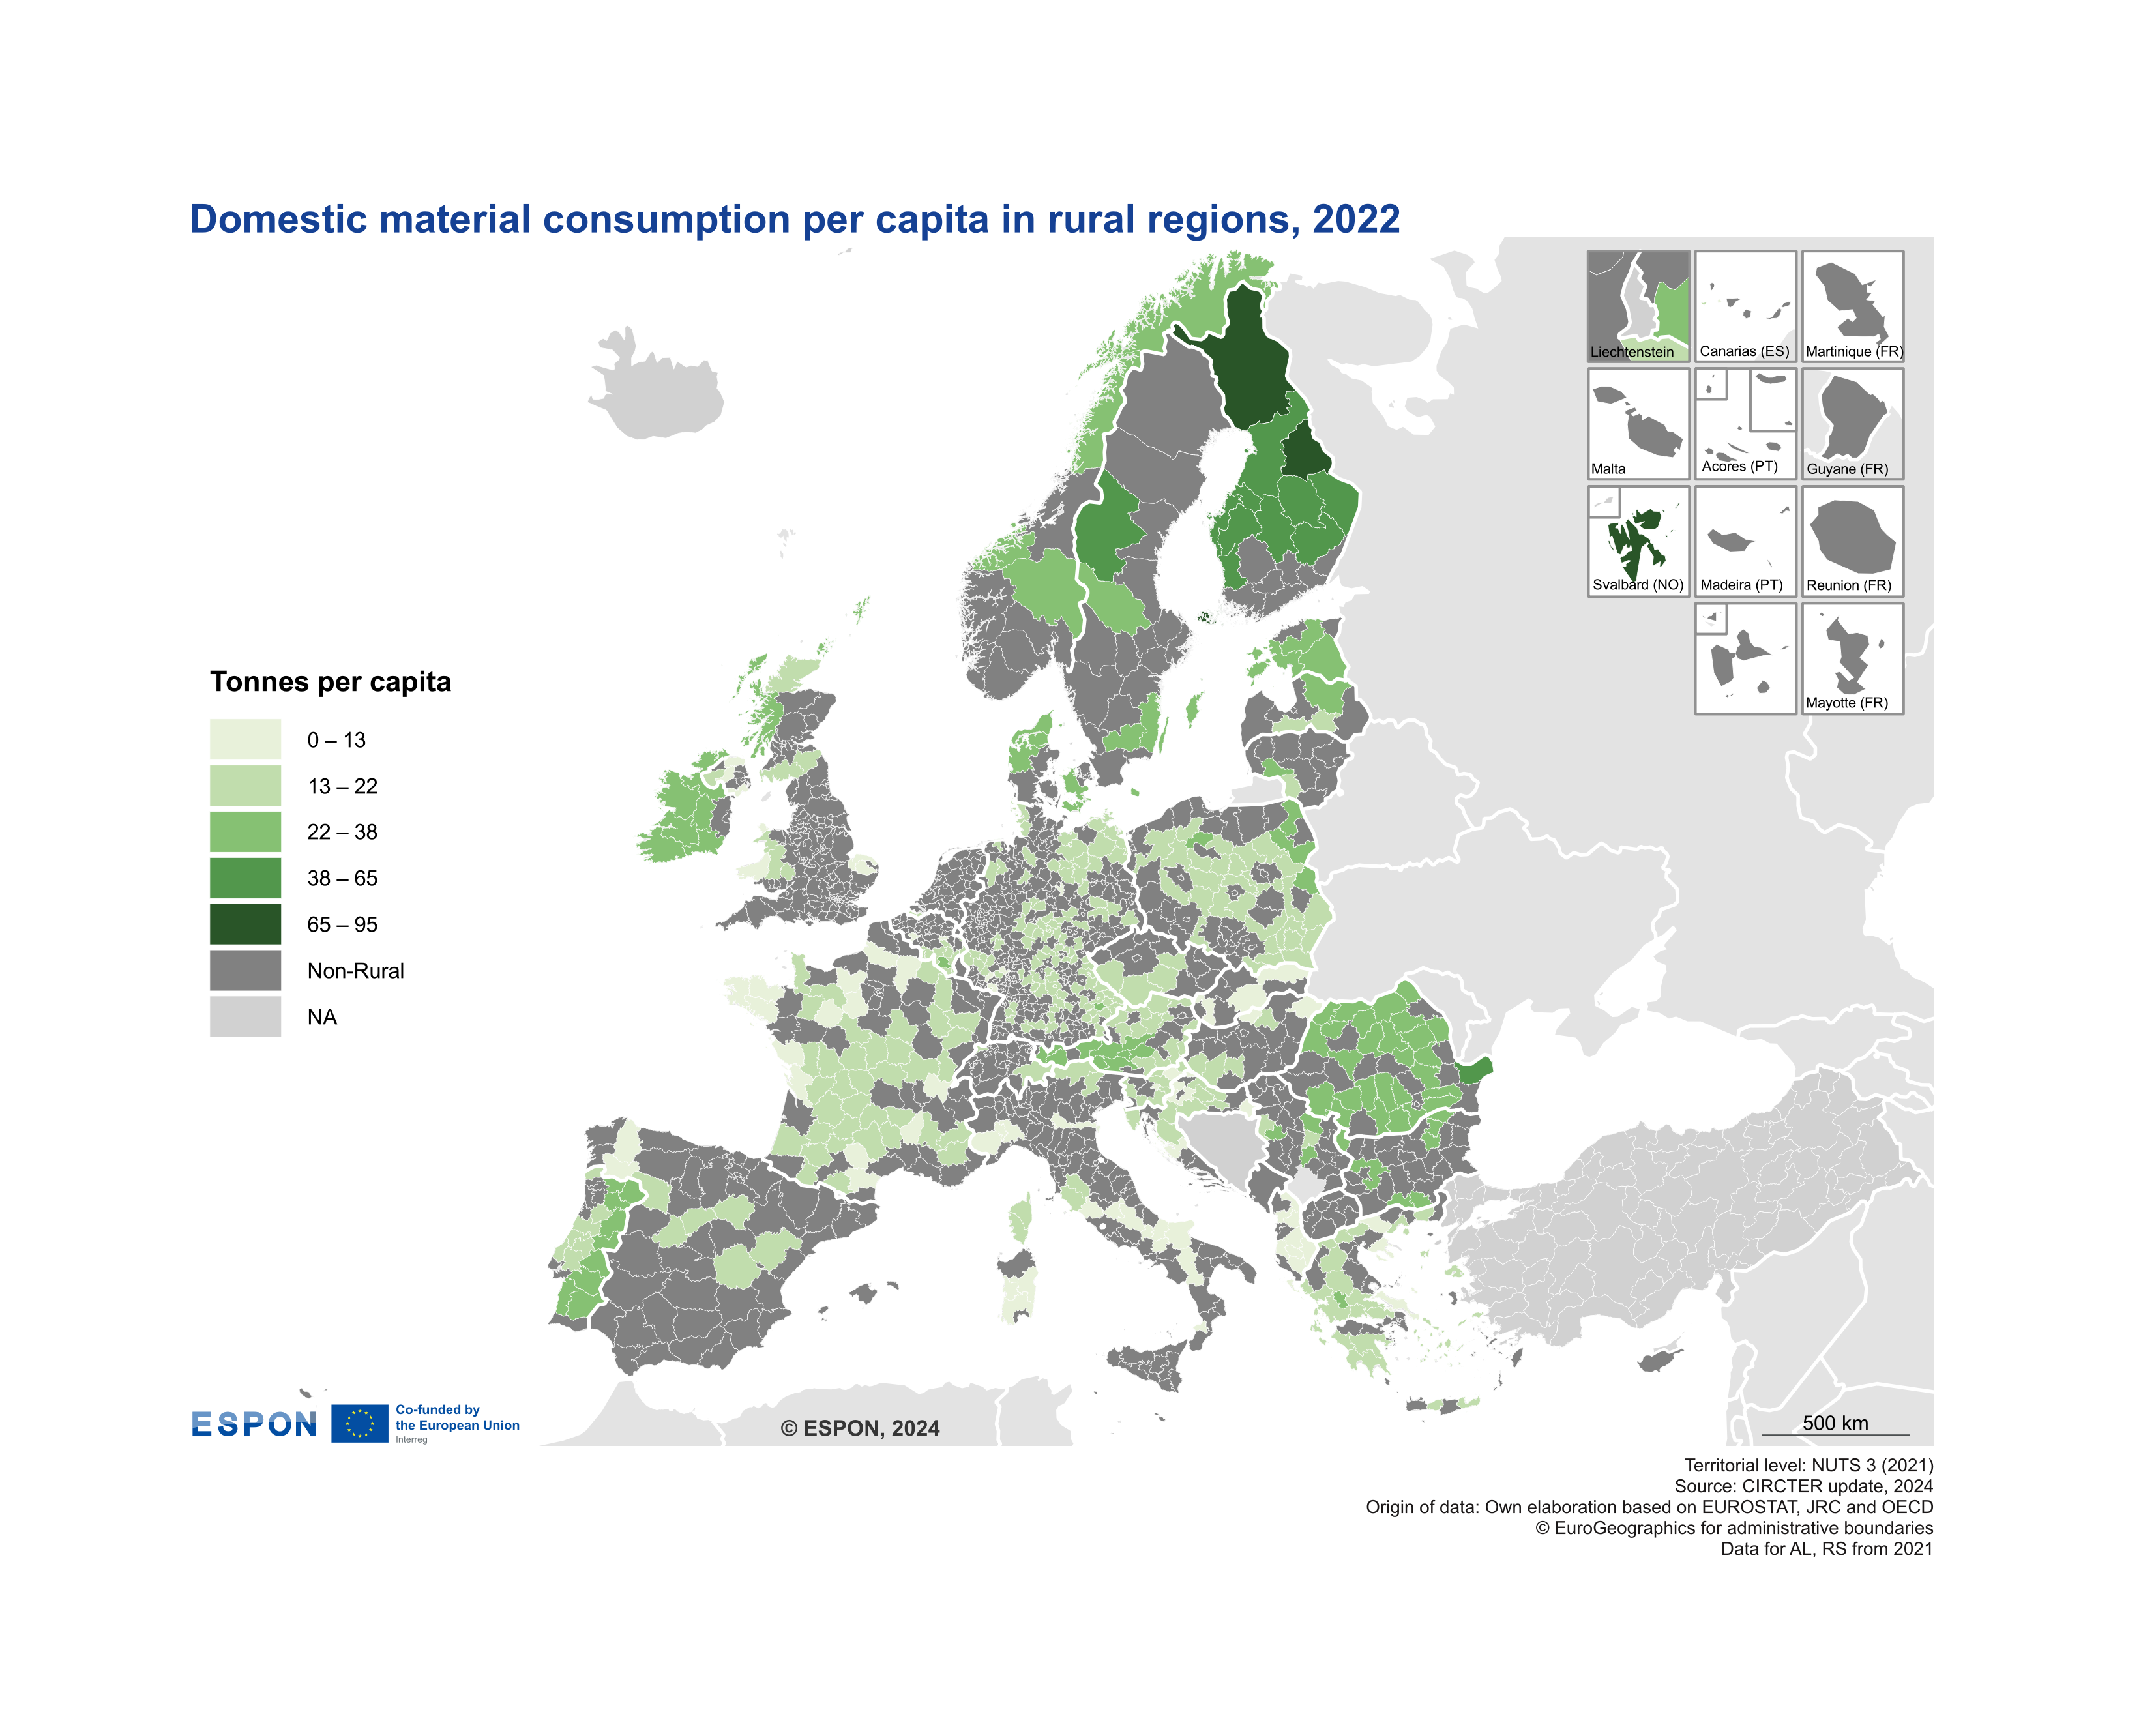 Domestic material consumption per capita in rural regions, 2022
Liechtenstein
Canarias (ES)
Martinique (FR)
Malta
Acores (PT)
Guyane (FR)
Svalbard (NO)
Madeira (PT)
Reunion (FR)
Mayotte (FR)
Tonnes per capita
0 – 13
13 – 22
22 – 38
38 – 65
65 – 95
Non-Rural
NA
ESPON
Co-funded by
the European Union
Interreg
© ESPON, 2024
500 km
Territorial level: NUTS 3 (2021)
Source: CIRCTER update, 2024
Origin of data: Own elaboration based on EUROSTAT, JRC and OECD
© EuroGeographics for administrative boundaries
Data for AL, RS from 2021